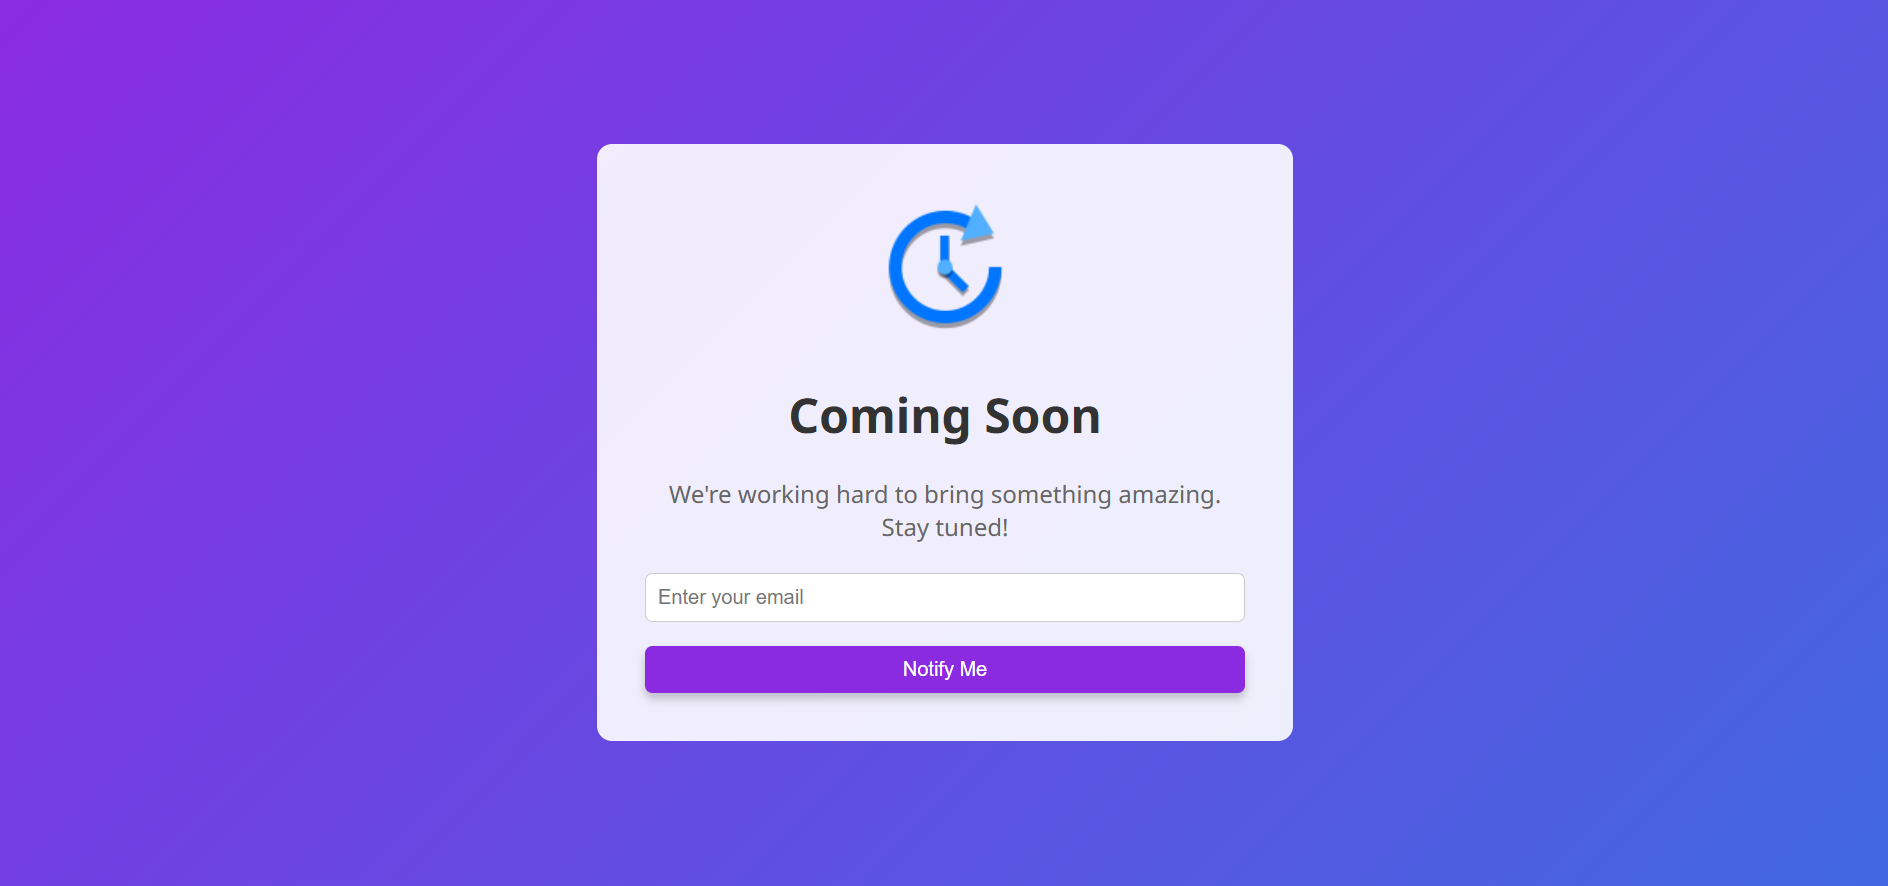 Coming Soon
We're working hard to bring something amazing.
Stay tuned!
Enter your email
Notify Me